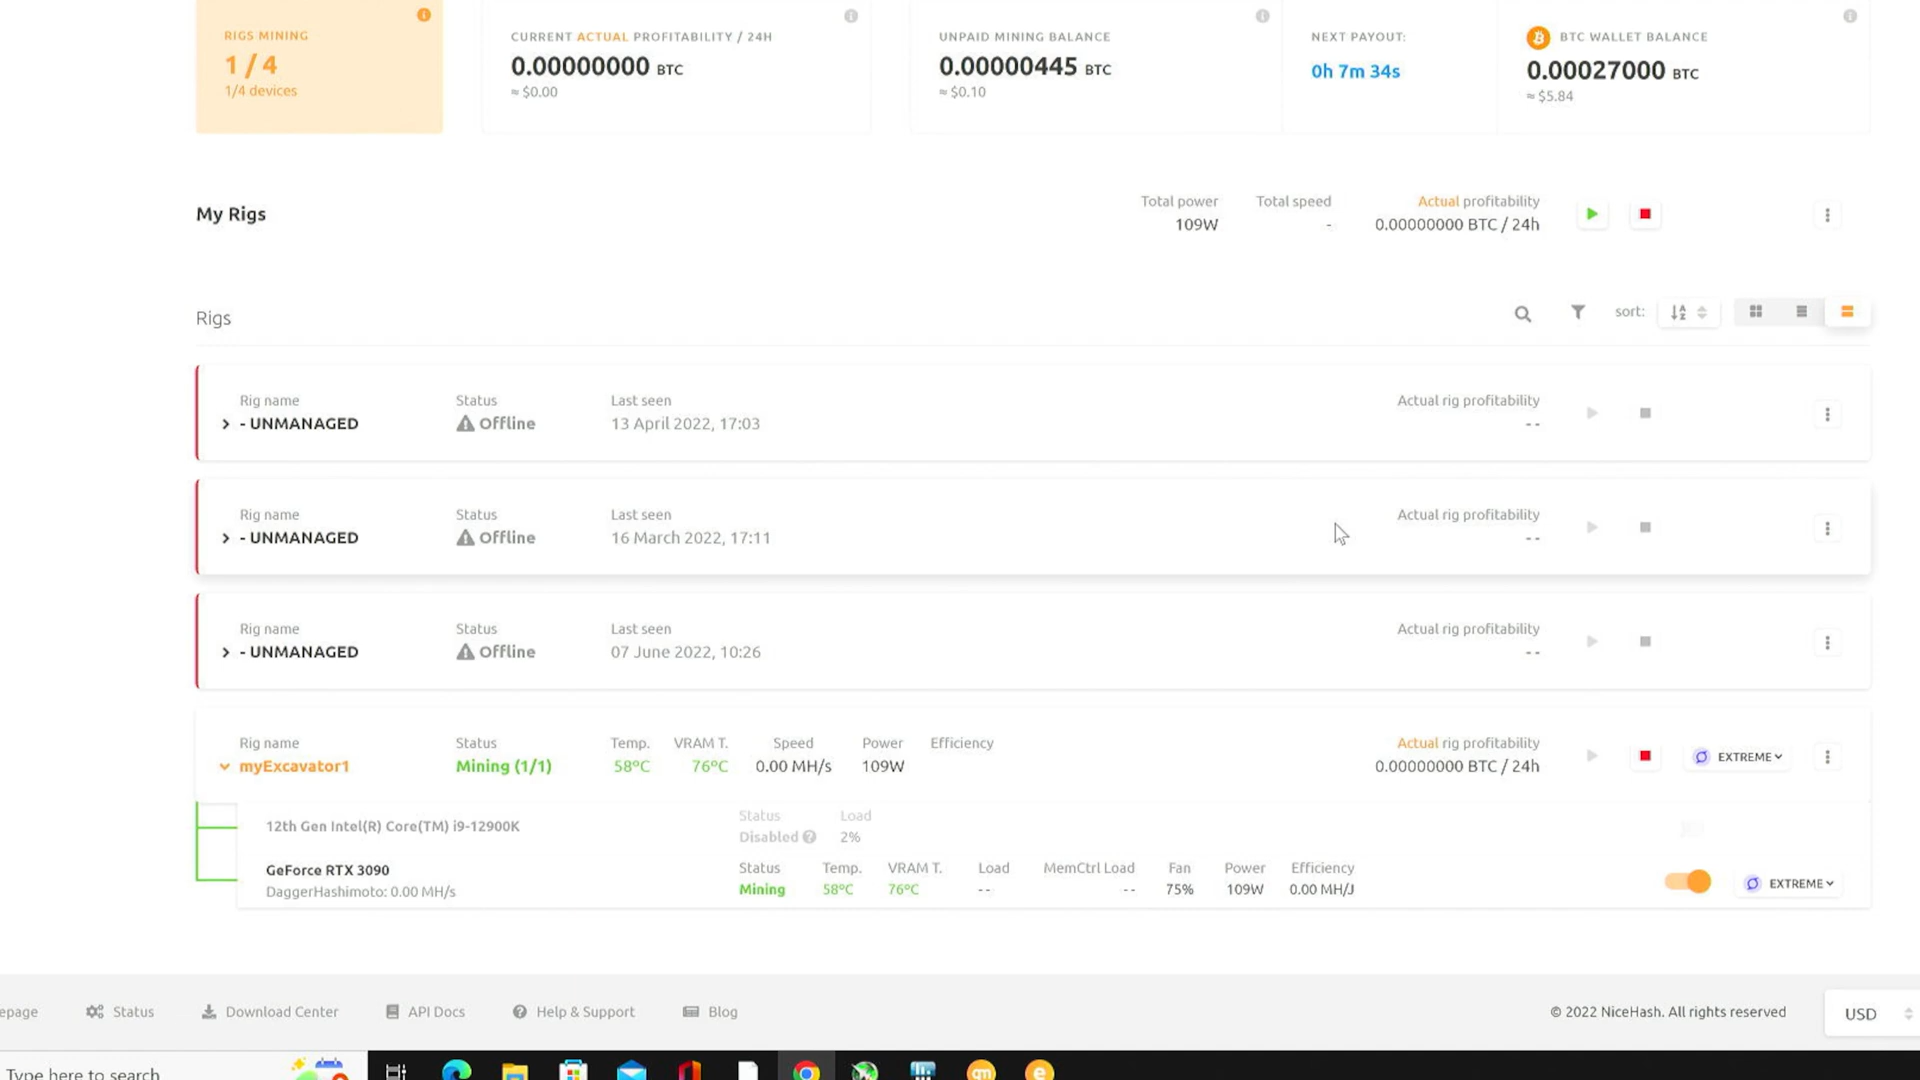 RIGS MINING
1 / 4
1/4 devices
CURRENT ACTUAL PROFITABILITY / 24H
0.00000000 BTC
≈ $0.00
UNPAID MINING BALANCE
0.00000445 BTC
≈ $0.10
NEXT PAYOUT:
0h 7m 34s
BTC WALLET BALANCE
0.00027000 BTC
≈ $5.84
My Rigs
Total power
109W
Total speed
-
Actual profitability
0.00000000 BTC / 24h
Rigs
sort:
Rig name
- UNMANAGED
Status
Offline
Last seen
13 April 2022, 17:03
Actual rig profitability
- -
Rig name
- UNMANAGED
Status
Offline
Last seen
16 March 2022, 17:11
Actual rig profitability
- -
Rig name
- UNMANAGED
Status
Offline
Last seen
07 June 2022, 10:26
Actual rig profitability
- -
Rig name
myExcavator1
Status
Mining (1/1)
Temp.
58°C
VRAM T.
76°C
Speed
0.00 MH/s
Power
109W
Efficiency
Actual rig profitability
0.00000000 BTC / 24h
EXTREME
12th Gen Intel(R) Core(TM) i9-12900K
Status
Disabled
Load
2%
GeForce RTX 3090
DaggerHashimoto: 0.00 MH/s
Status
Mining
Temp.
58°C
VRAM T.
76°C
Load
- -
MemCtrl Load
- -
Fan
75%
Power
109W
Efficiency
0.00 MH/J
EXTREME
epage
Status
Download Center
API Docs
Help & Support
Blog
© 2022 NiceHash. All rights reserved
USD
Type here to search